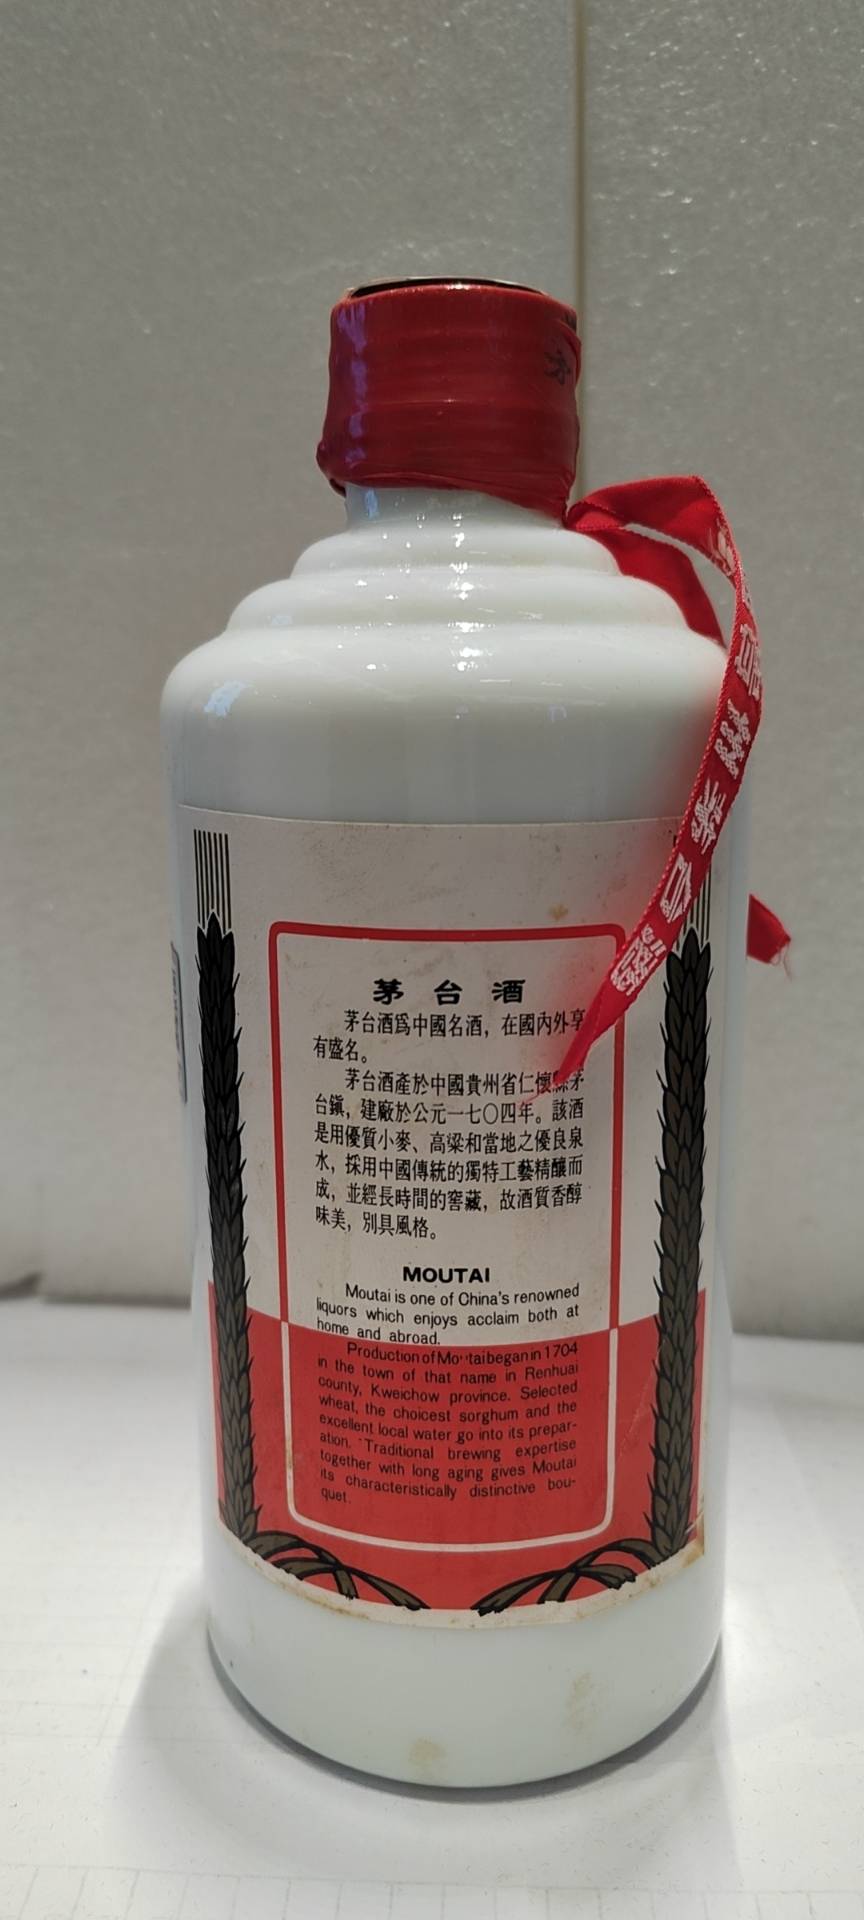 茅台酒
茅台酒爲中國名酒，在國內外享
有盛名。
茅台酒產於中國貴州省仁懷縣茅
台鎭，建廠於公元一七〇四年。該酒
是用優質小麥、高粱和當地之優良泉
水，採用中國傳統的獨特工藝精釀而
成，並經長時間的窖藏，故酒質香醇
味美，別具風格。
MOUTAI
Moutai is one of China's renowned
liquors which enjoys acclaim both at
home and abroad.
Production of Moutai began in 1704
in the town of that name in Renhuai
county, Kweichow province. Selected
wheat, the choicest sorghum and the
excellent local water go into its prepar-
ation. Traditional brewing expertise
together with long aging gives Moutai
its characteristically distinctive bou-
quet.